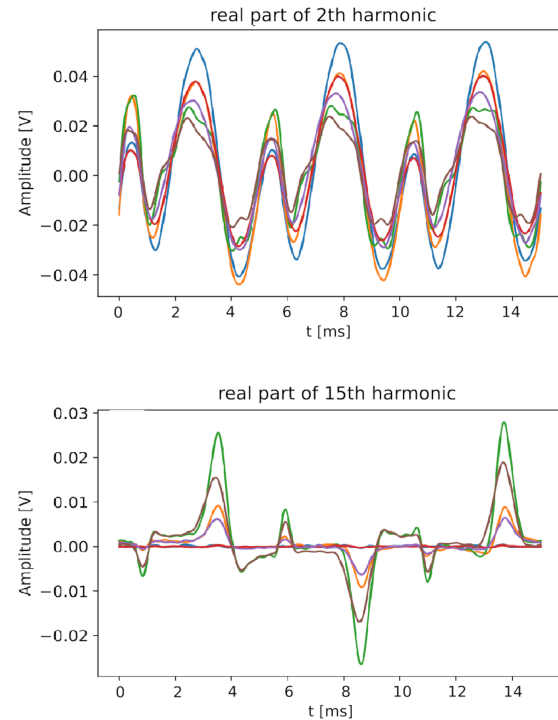 real part of 2th harmonic
Amplitude [V]
0.04
0.02
0.00
−0.02
−0.04
0 2 4 6 8 10 12 14
t [ms]
real part of 15th harmonic
Amplitude [V]
0.03
0.02
0.01
0.00
−0.01
−0.02
0 2 4 6 8 10 12 14
t [ms]